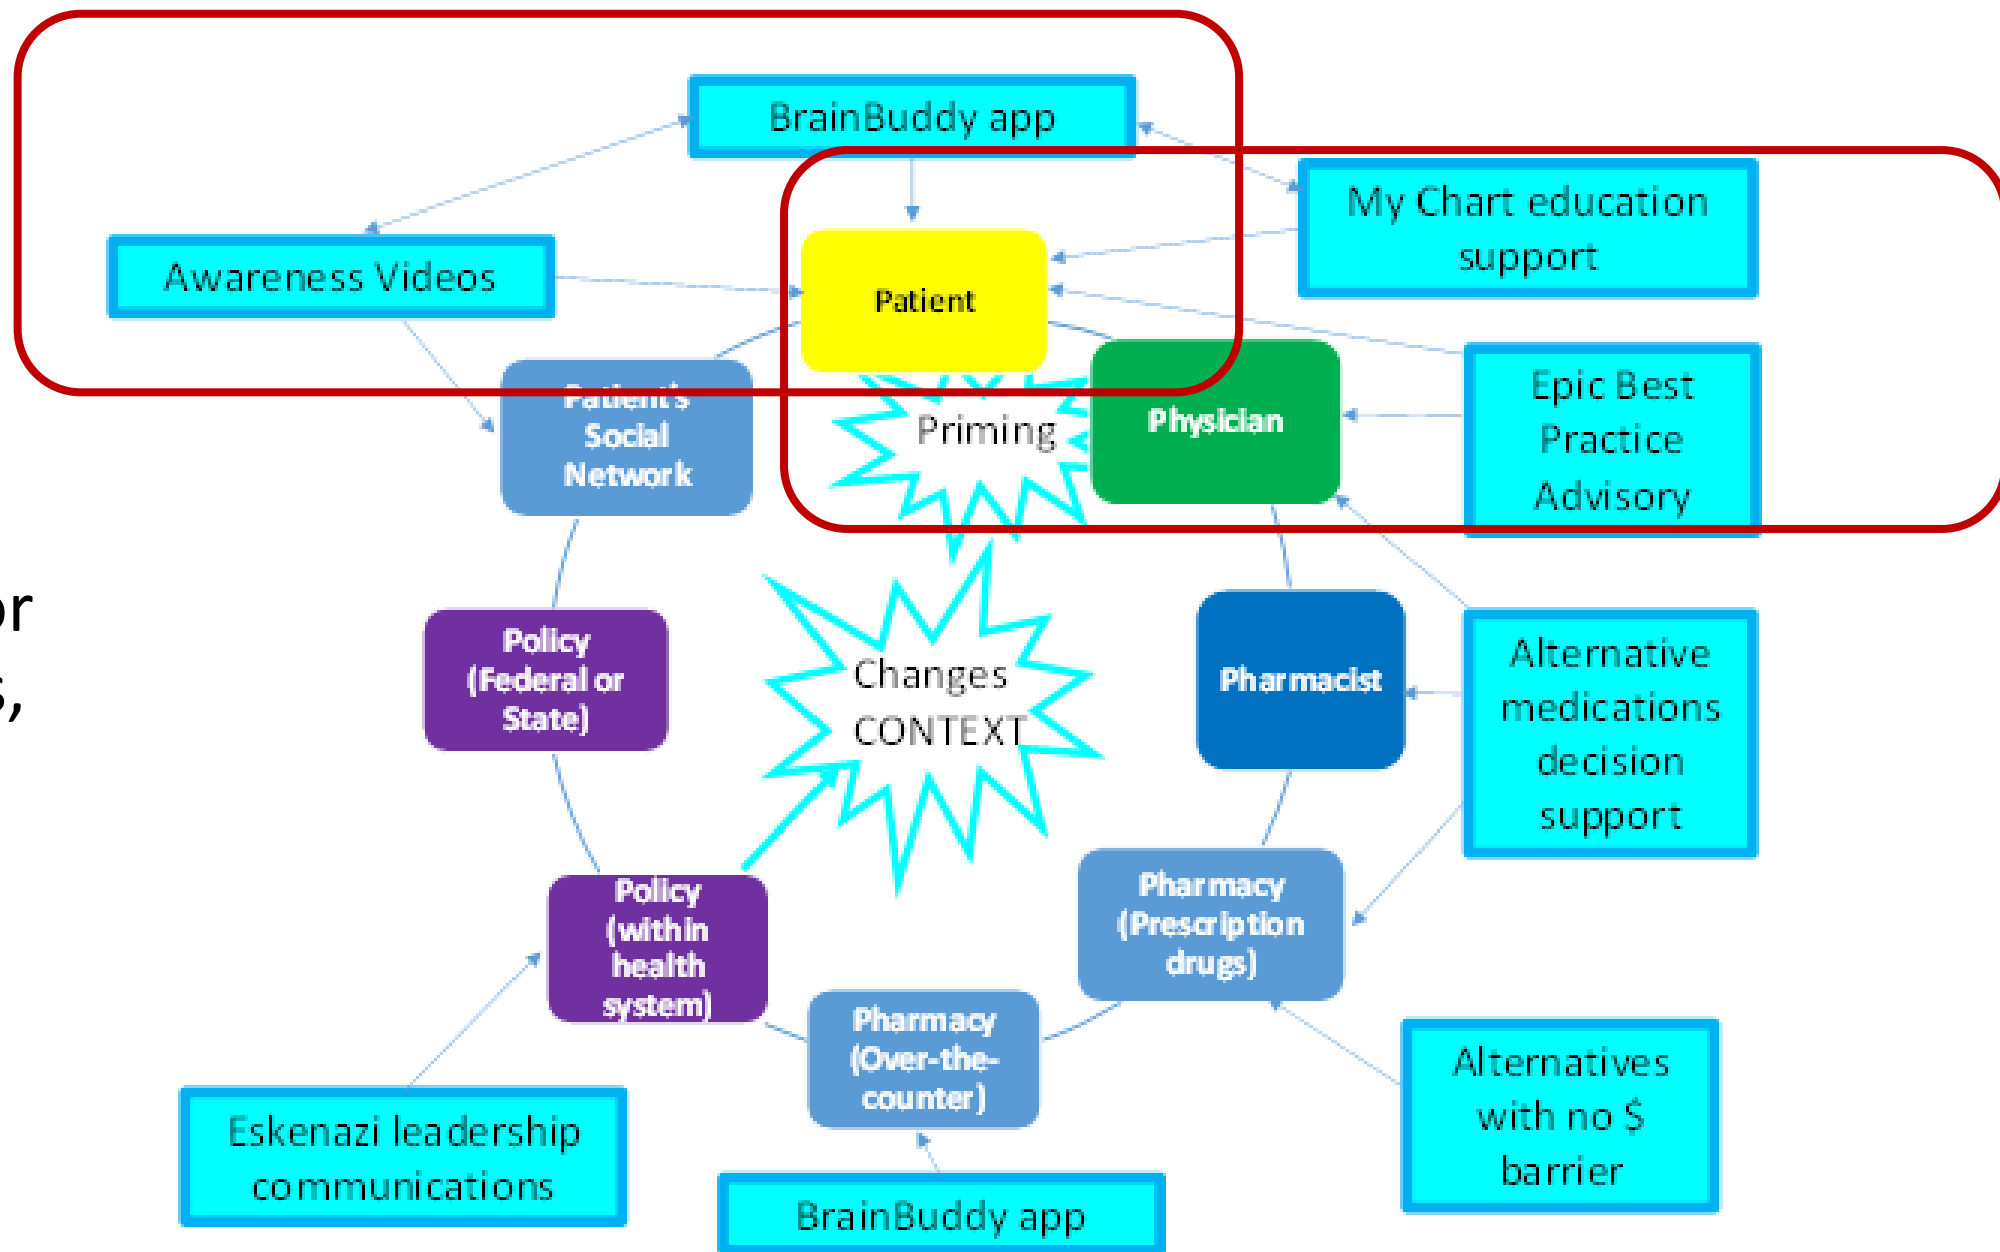 BrainBuddy app
My Chart education
support
Awareness Videos
Patient
Patient's
Social
Network
Priming
Physician
Epic Best
Practice
Advisory
or
s,
Policy
(Federal or
State)
Changes
CONTEXT
Pharmacist
Alternative
medications
decision
support
Policy
(within
health
system)
Pharmacy
(Prescription
drugs)
Pharmacy
(Over-the-
counter)
Alternatives
with no $
barrier
Eskenazi leadership
communications
BrainBuddy app